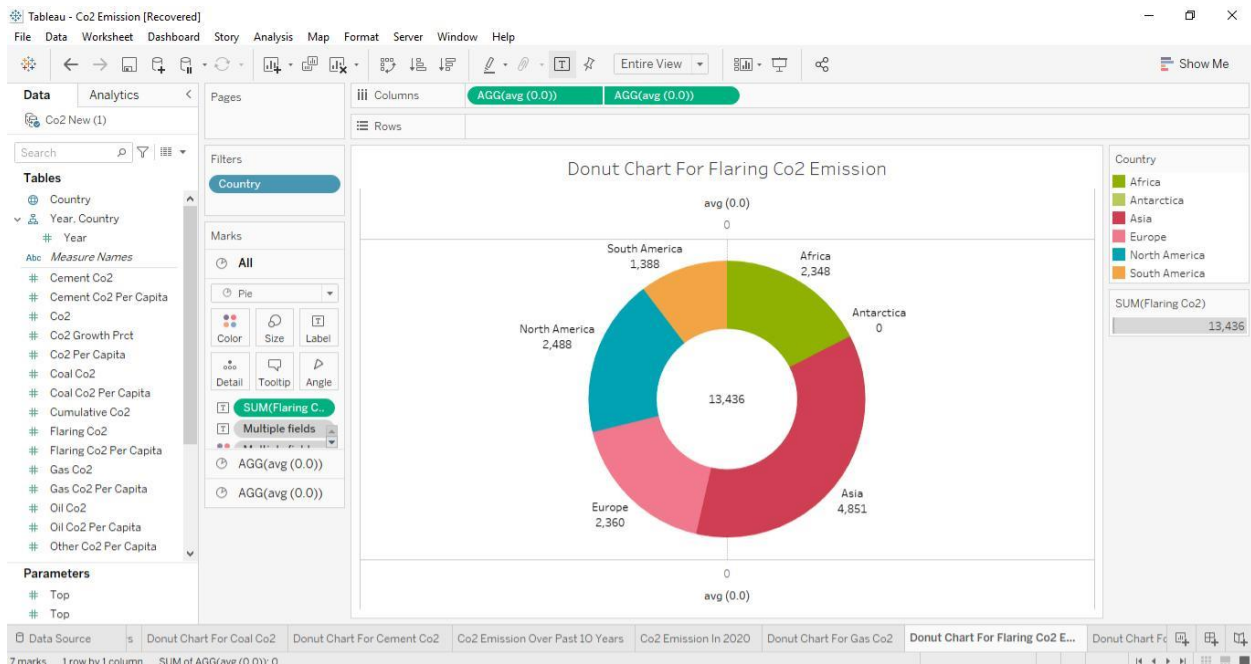 Tableau - Co2 Emission [Recovered]
File Data Worksheet Dashboard Story Analysis Map Format Server Window Help
Entire View
Show Me
Data Analytics
Co2 New (1)
Search
Tables
Country
Year, Country
Year
Abc Measure Names
Cement Co2
Cement Co2 Per Capita
Co2
Co2 Growth Prct
Co2 Per Capita
Coal Co2
Coal Co2 Per Capita
Cumulative Co2
Flaring Co2
Flaring Co2 Per Capita
Gas Co2
Gas Co2 Per Capita
Oil Co2
Oil Co2 Per Capita
Other Co2 Per Capita
Parameters
Top
Top
Pages
Filters
Country
Marks
All
Pie
Color Size Label
Detail Tooltip Angle
SUM(Flaring C..
Multiple fields
AGG(avg (0.0))
AGG(avg (0.0))
Columns AGG(avg (0.0)) AGG(avg (0.0))
Rows
Donut Chart For Flaring Co2 Emission
avg (0.0)
0
South America
1,388
Africa
2,348
Antarctica
0
North America
2,488
13,436
Europe
2,360
Asia
4,851
0
avg (0.0)
Country
Africa
Antarctica
Asia
Europe
North America
South America
SUM(Flaring Co2)
13,436
Data Source s Donut Chart For Coal Co2 Donut Chart For Cement Co2 Co2 Emission Over Past 10 Years Co2 Emission In 2020 Donut Chart For Gas Co2 Donut Chart For Flaring Co2 E... Donut Chart Fo
7 marks 1 row by 1 column SUM of AGG(avg (0.0)): 0